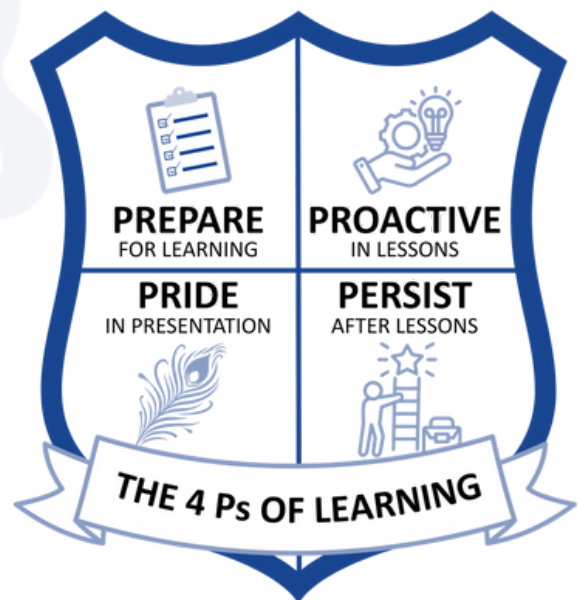 PREPARE
FOR LEARNING
PROACTIVE
IN LESSONS
PRIDE
IN PRESENTATION
PERSIST
AFTER LESSONS
THE 4 Ps OF LEARNING